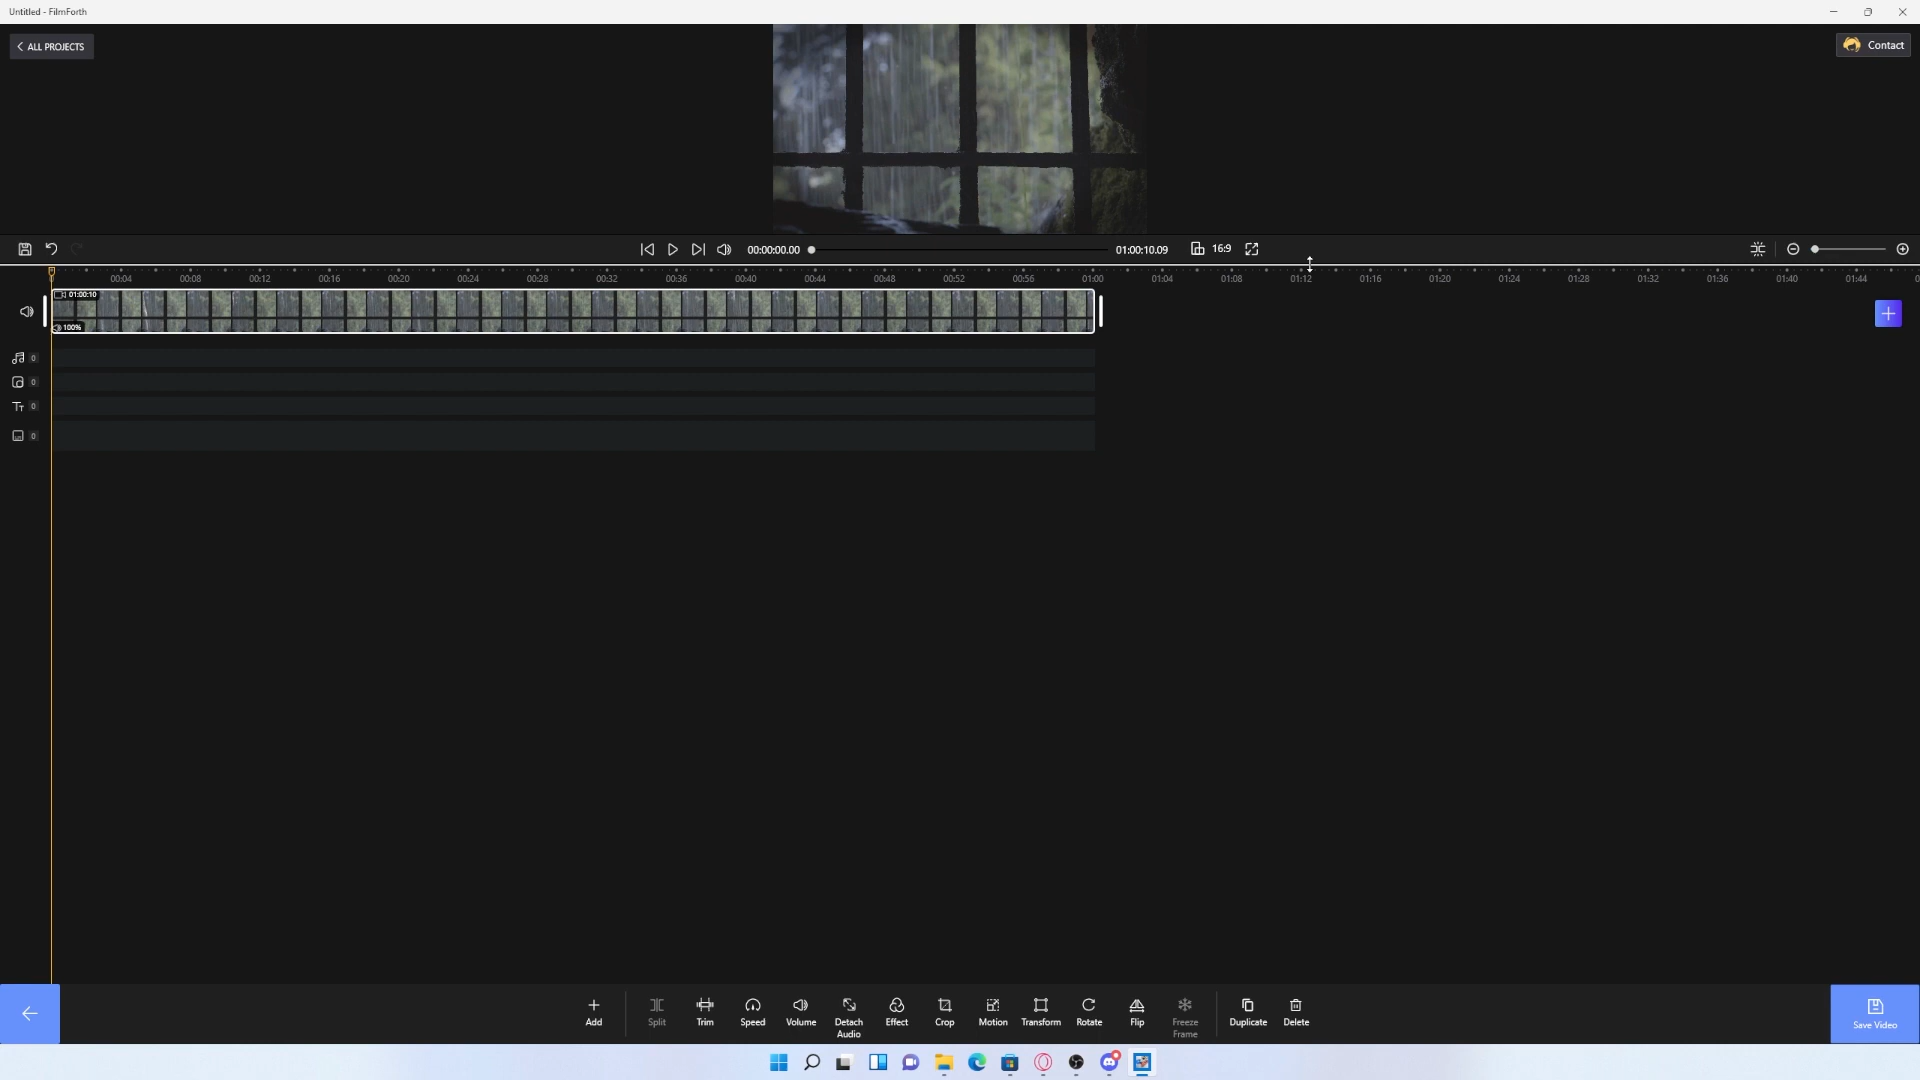 Untitled - FilmForth
ALL PROJECTS
Contact
00:00:00.00
01:00:10.09
16:9
00:04 00:08 00:12 00:16 00:20 00:24 00:28 00:32 00:36 00:40 00:44 00:48 00:52 00:56 01:00 01:04 01:08 01:12 01:16 01:20 01:24 01:28 01:32 01:36 01:40 01:44 0
01:00:10
100%
0
0
0
0
Add
Split
Trim
Speed
Volume
Detach
Audio
Effect
Crop
Motion
Transform
Rotate
Flip
Freeze
Frame
Duplicate
Delete
Save Video